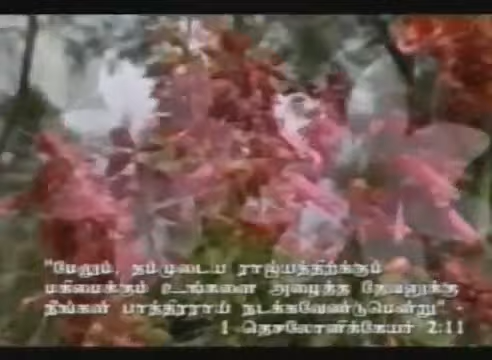 "மேலும், தம்முடைய ராஜ்யத்திற்க்கும்
மகிமைக்கும் உங்களை அழைத்த தேவனுக்கு
நீங்கள் பாத்திரராய் நடக்கவேண்டுமென்று"
1 தெசலோனிக்கேயர் 2:11